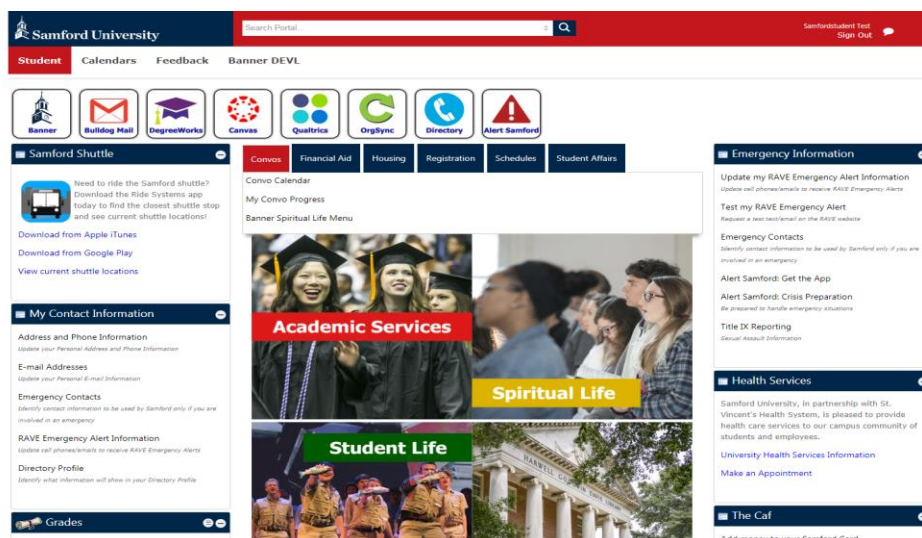 Samford University
Search Portal...
Samfordstudent Test
Sign Out
Student
Calendars
Feedback
Banner DEVL
Banner
Bulldog Mail
DegreeWorks
Canvas
Qualtrics
OrgSync
Directory
Alert Samford
Samford Shuttle
Need to ride the Samford shuttle?
Download the Ride Systems app
today to find the closest shuttle stop
and see current shuttle locations!
Download from Apple iTunes
Download from Google Play
View current shuttle locations
My Contact Information
Address and Phone Information
Update your Personal Address and Phone Information
E-mail Addresses
Update your Personal E-mail Information
Emergency Contacts
Identify contact information to be used by Samford only if you are
involved in an emergency
RAVE Emergency Alert Information
Update cell phones/emails to receive RAVE Emergency Alerts
Directory Profile
Identify what information will show in your Directory Profile
Grades
Convos
Financial Aid
Housing
Registration
Schedules
Student Affairs
Convo Calendar
My Convo Progress
Banner Spiritual Life Menu
Academic Services
Spiritual Life
Student Life
Emergency Information
Update my RAVE Emergency Alert Information
Update cell phones/emails to receive RAVE Emergency Alerts
Test my RAVE Emergency Alert
Request a test text/email on the RAVE website
Emergency Contacts
Identify contact information to be used by Samford only if you are
involved in an emergency
Alert Samford: Get the App
Alert Samford: Crisis Preparation
Be prepared to handle emergency situations
Title IX Reporting
Sexual Assault Information
Health Services
Samford University, in partnership with St.
Vincent's Health System, is pleased to provide
health care services to our campus community of
students and employees.
University Health Services Information
Make an Appointment
The Caf
Add money to your Samford Card